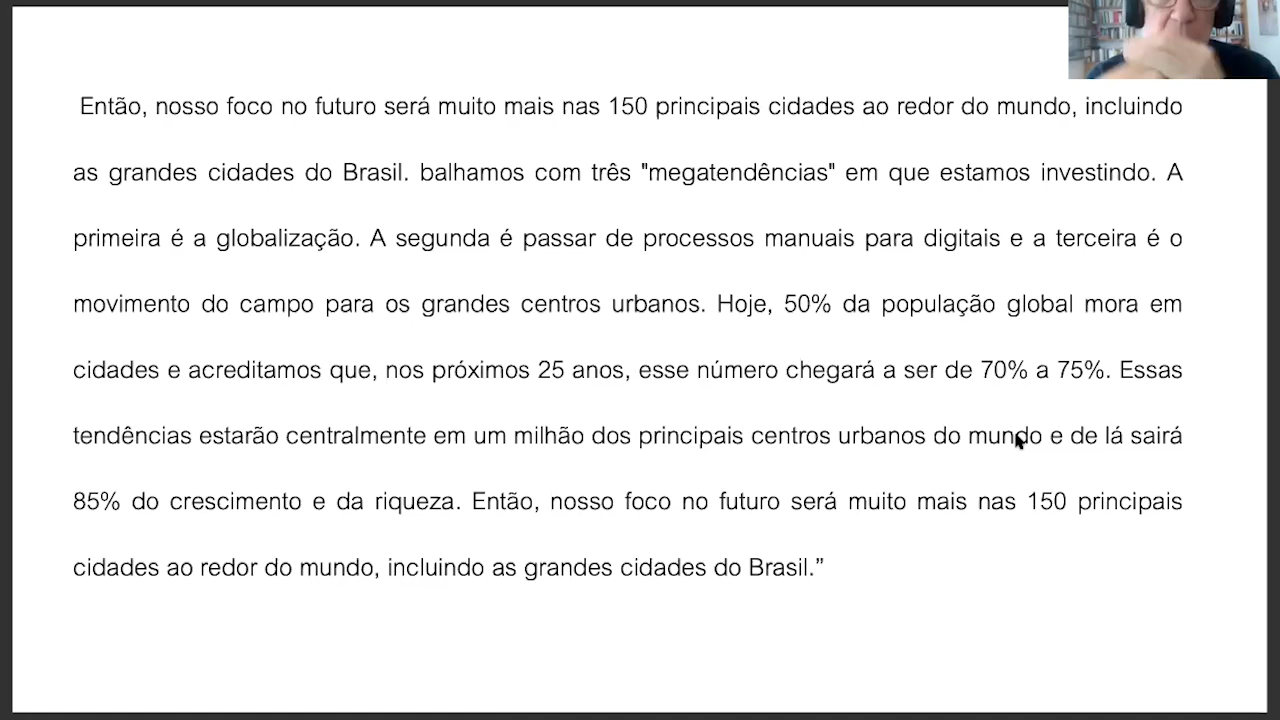 Então, nosso foco no futuro será muito mais nas 150 principais cidades ao redor do mundo, incluindo
as grandes cidades do Brasil. balhamos com três "megatendências" em que estamos investindo. A
primeira é a globalização. A segunda é passar de processos manuais para digitais e a terceira é o
movimento do campo para os grandes centros urbanos. Hoje, 50% da população global mora em
cidades e acreditamos que, nos próximos 25 anos, esse número chegará a ser de 70% a 75%. Essas
tendências estarão centralmente em um milhão dos principais centros urbanos do mundo e de lá sairá
85% do crescimento e da riqueza. Então, nosso foco no futuro será muito mais nas 150 principais
cidades ao redor do mundo, incluindo as grandes cidades do Brasil.”